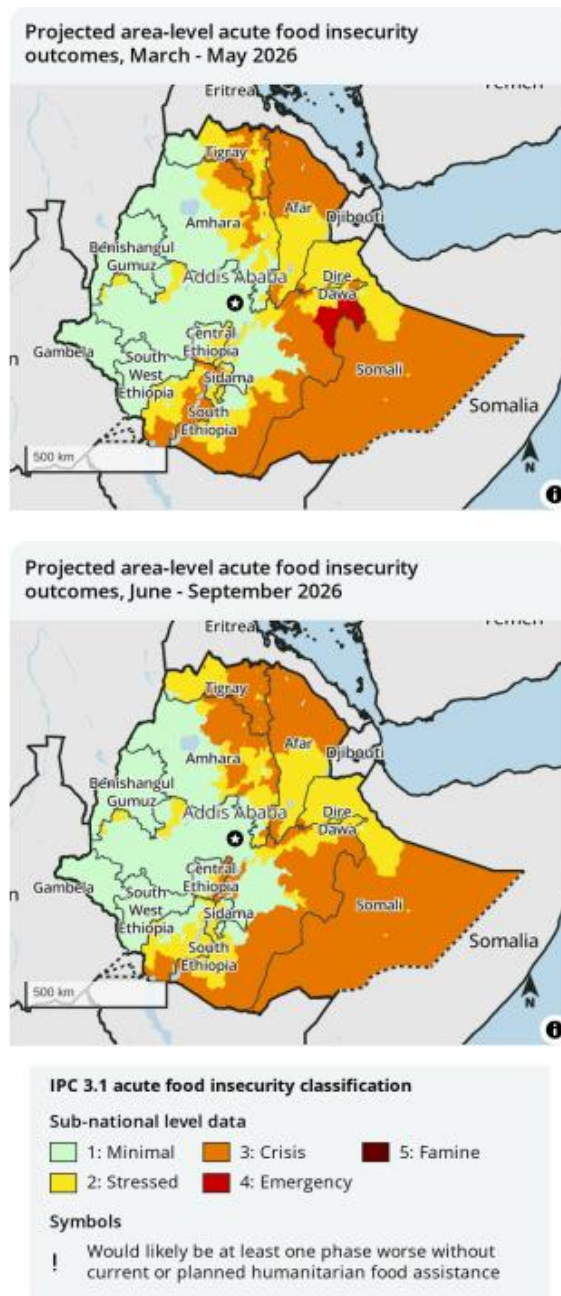 Projected area-level acute food insecurity
outcomes, March - May 2026
Eritrea
Tigray
Afar
Djibouti
Amhara
Benishangul
Gumuz
Addis Ababa
Dire
Dawa
Central
Ethiopia
Gambela
South
West
Ethiopia
Sidama
Somali
South
Ethiopia
Somalia
500 km
N
Projected area-level acute food insecurity
outcomes, June - September 2026
Eritrea
Tigray
Afar
Djibouti
Amhara
Benishangul
Gumuz
Addis Ababa
Dire
Dawa
Central
Ethiopia
Gambela
South
West
Ethiopia
Sidama
Somali
South
Ethiopia
Somalia
500 km
N
IPC 3.1 acute food insecurity classification
Sub-national level data
1: Minimal
3: Crisis
5: Famine
2: Stressed
4: Emergency
Symbols
! Would likely be at least one phase worse without
current or planned humanitarian food assistance